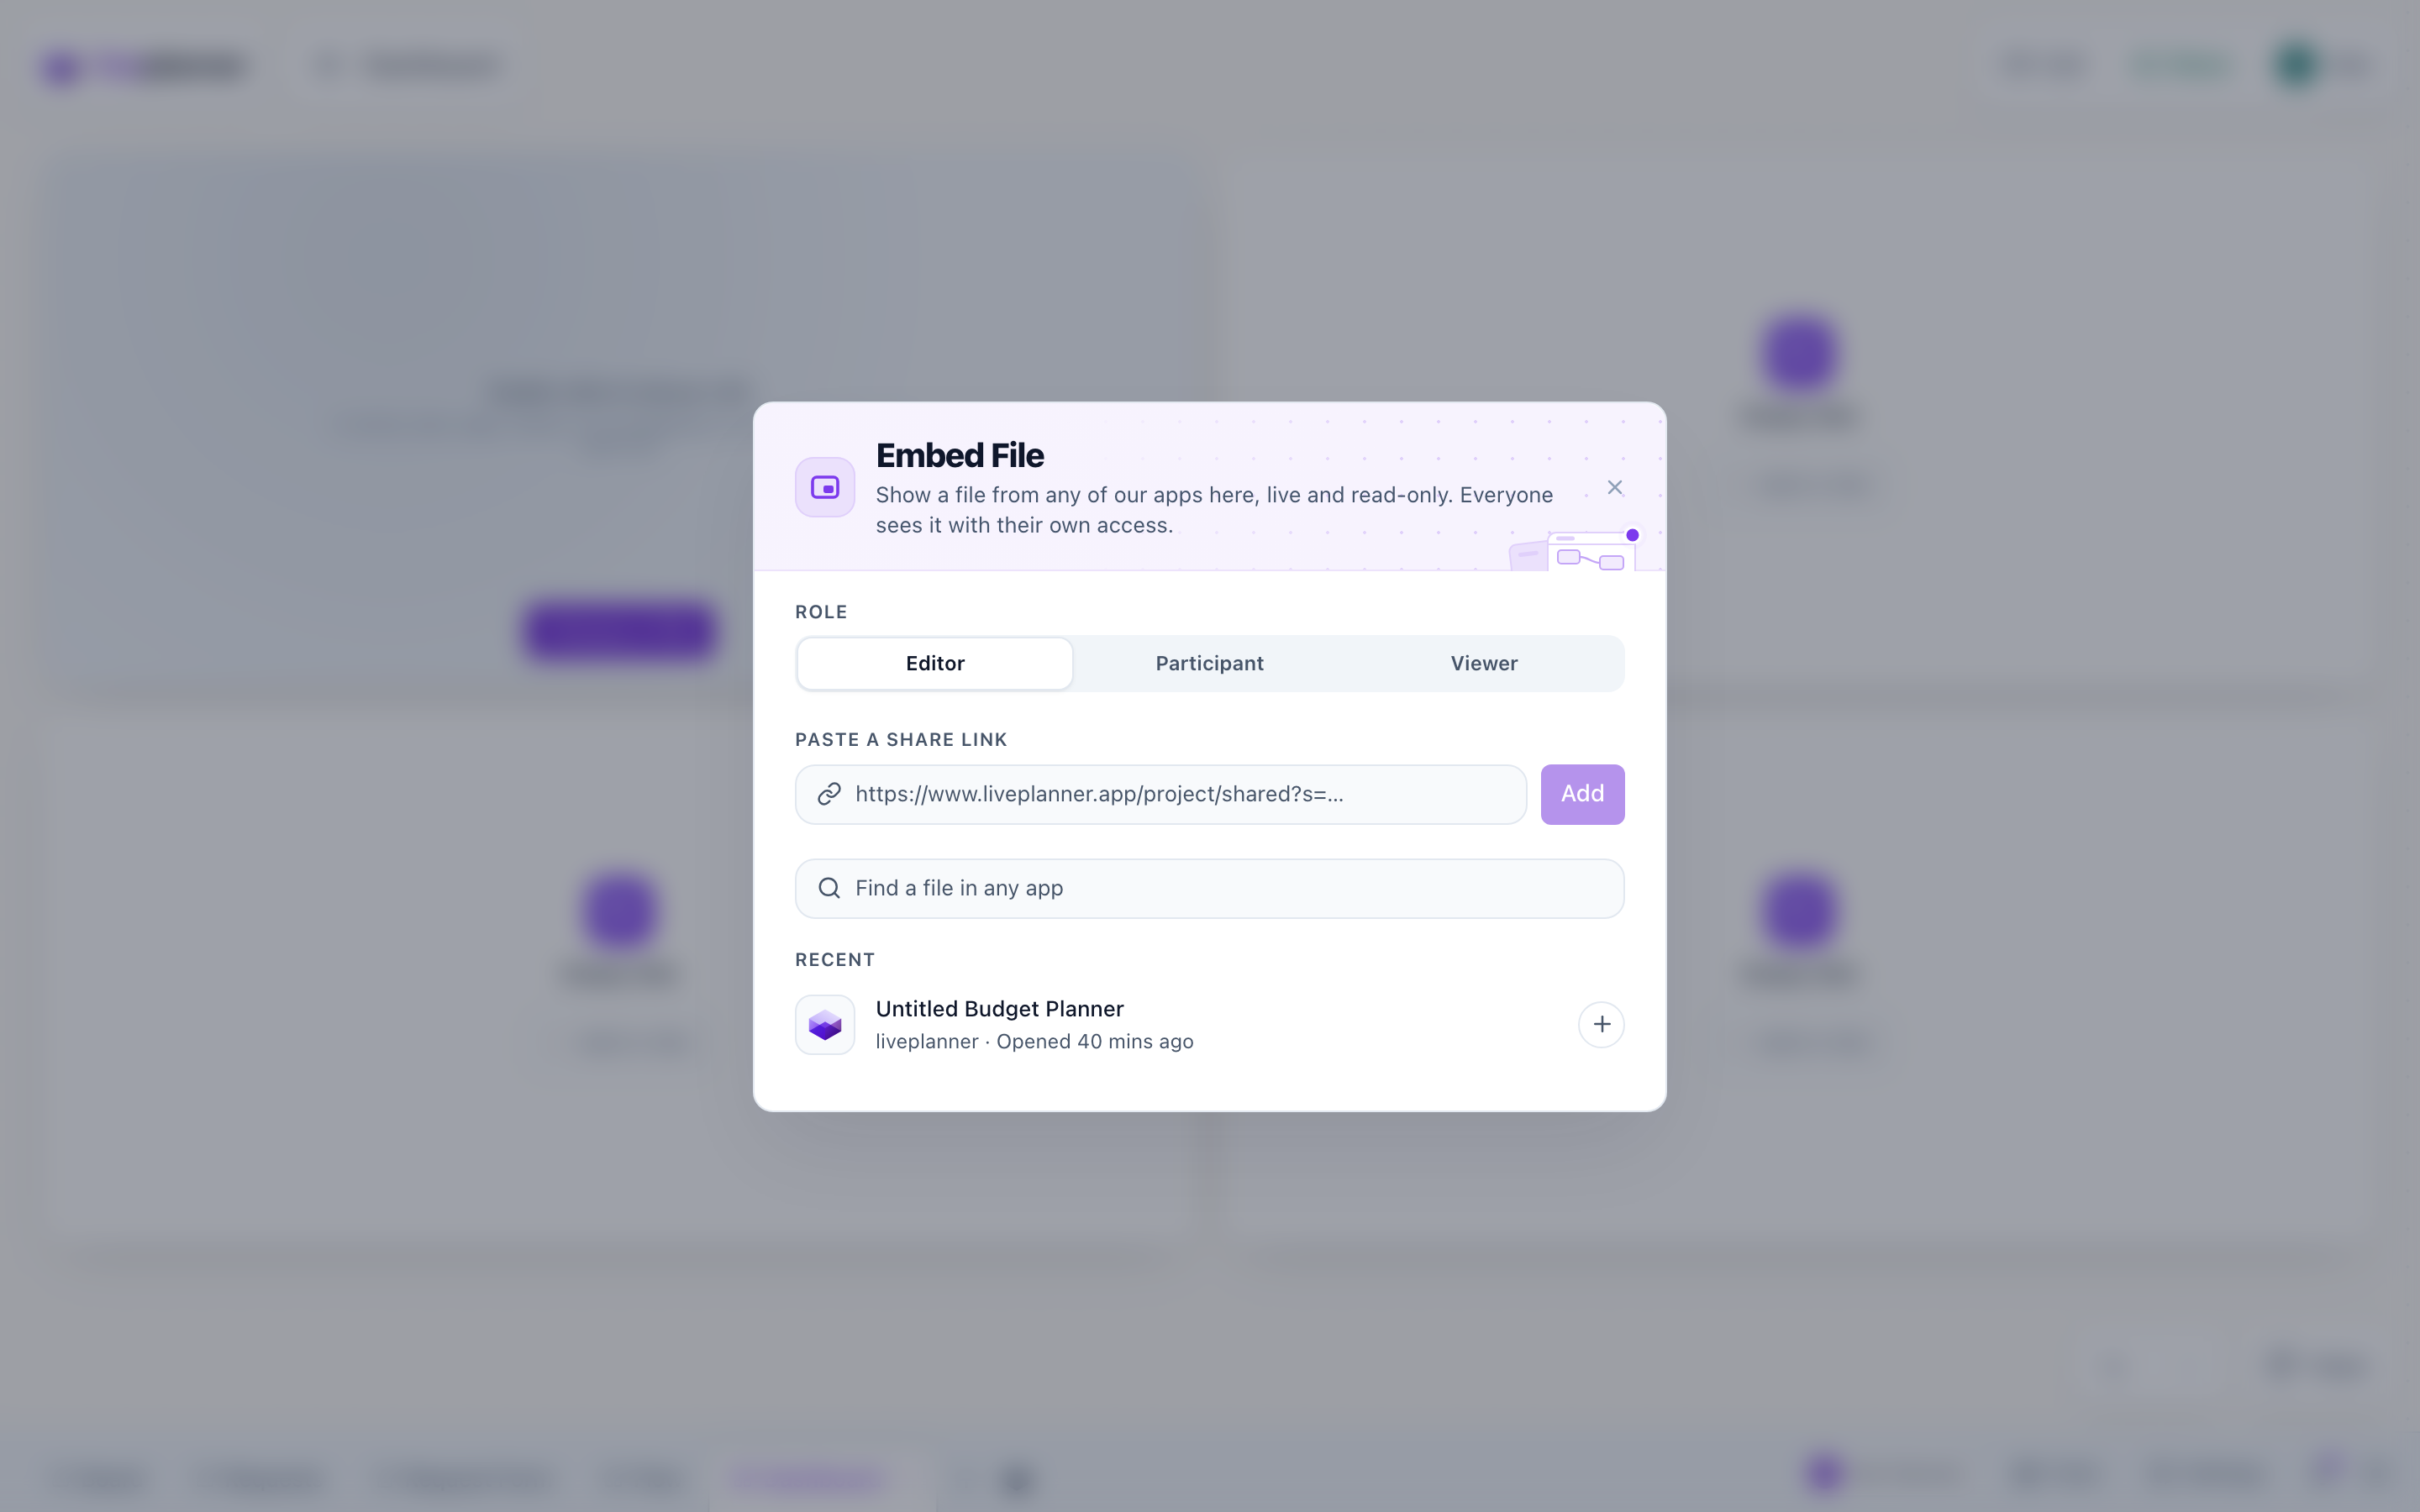 Embed File
Show a file from any of our apps here, live and read-only. Everyone
sees it with their own access.
ROLE
Editor
Participant
Viewer
PASTE A SHARE LINK
https://www.liveplanner.app/project/shared?s=...
Add
Find a file in any app
RECENT
Untitled Budget Planner
liveplanner · Opened 40 mins ago